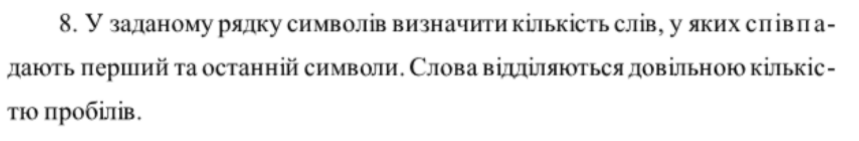 8. У заданому рядку символів визначити кількість слів, у яких співпа-
дають перший та останній символи. Слова відділяються довільною кількіс-
тю пробілів.